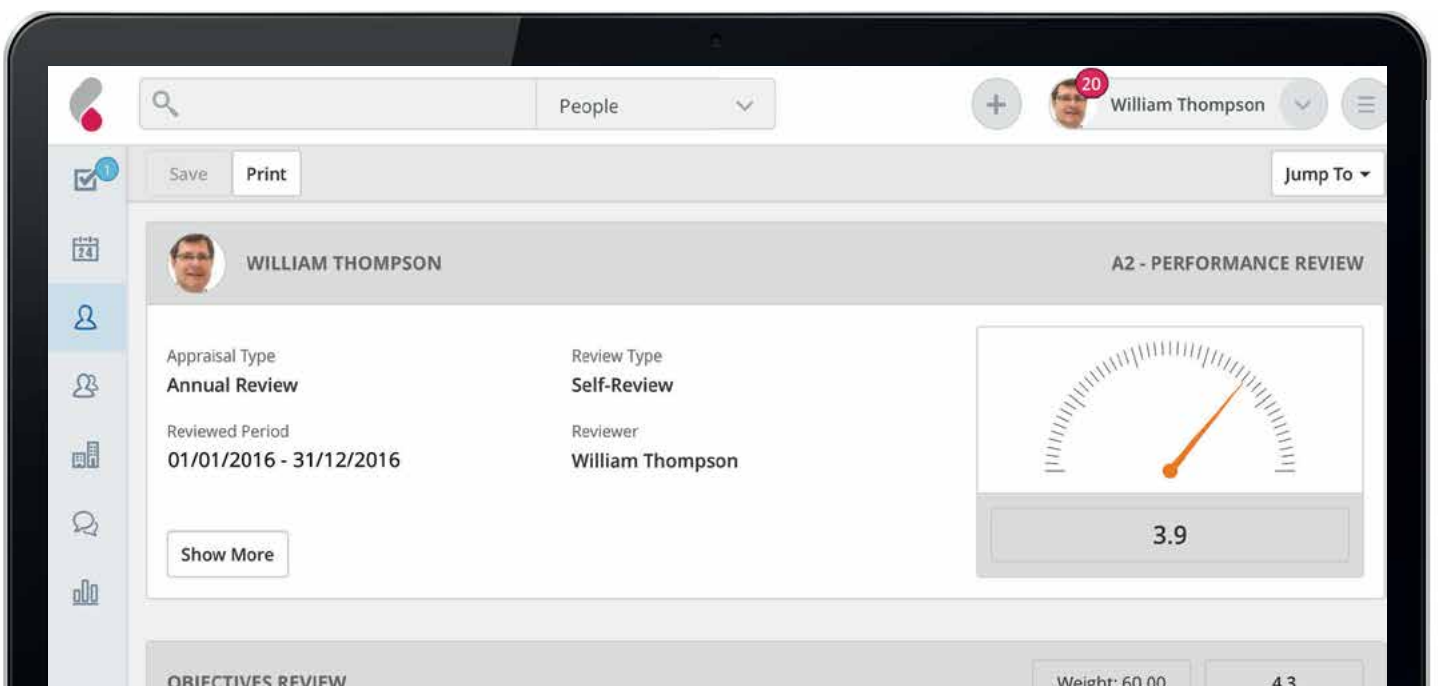 People
20
William Thompson
1
Save
Print
Jump To
24
WILLIAM THOMPSON
A2 - PERFORMANCE REVIEW
Appraisal Type
Review Type
Annual Review
Self-Review
Reviewed Period
Reviewer
01/01/2016 - 31/12/2016
William Thompson
3.9
Show More
OBJECTIVES REVIEW
Weight: 60.00
4.3